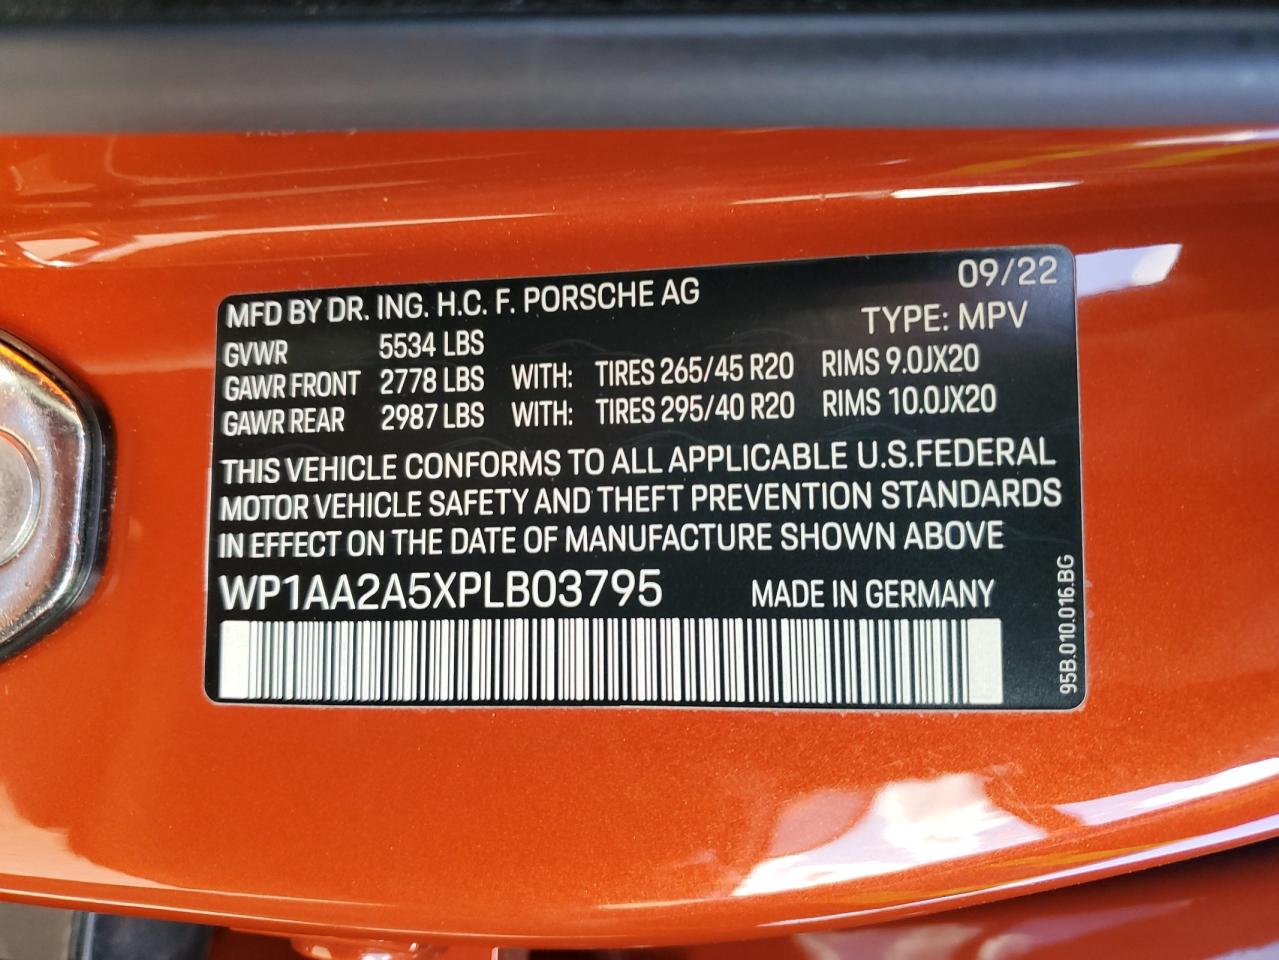 MFD BY DR. ING. H.C. F. PORSCHE AG 09/22
TYPE: MPV
GVWR 5534 LBS
GAWR FRONT 2778 LBS WITH: TIRES 265/45 R20 RIMS 9.0JX20
GAWR REAR 2987 LBS WITH: TIRES 295/40 R20 RIMS 10.0JX20
THIS VEHICLE CONFORMS TO ALL APPLICABLE U.S.FEDERAL
MOTOR VEHICLE SAFETY AND THEFT PREVENTION STANDARDS
IN EFFECT ON THE DATE OF MANUFACTURE SHOWN ABOVE
WP1AA2A5XPLB03795 MADE IN GERMANY
95B.010.016.BG